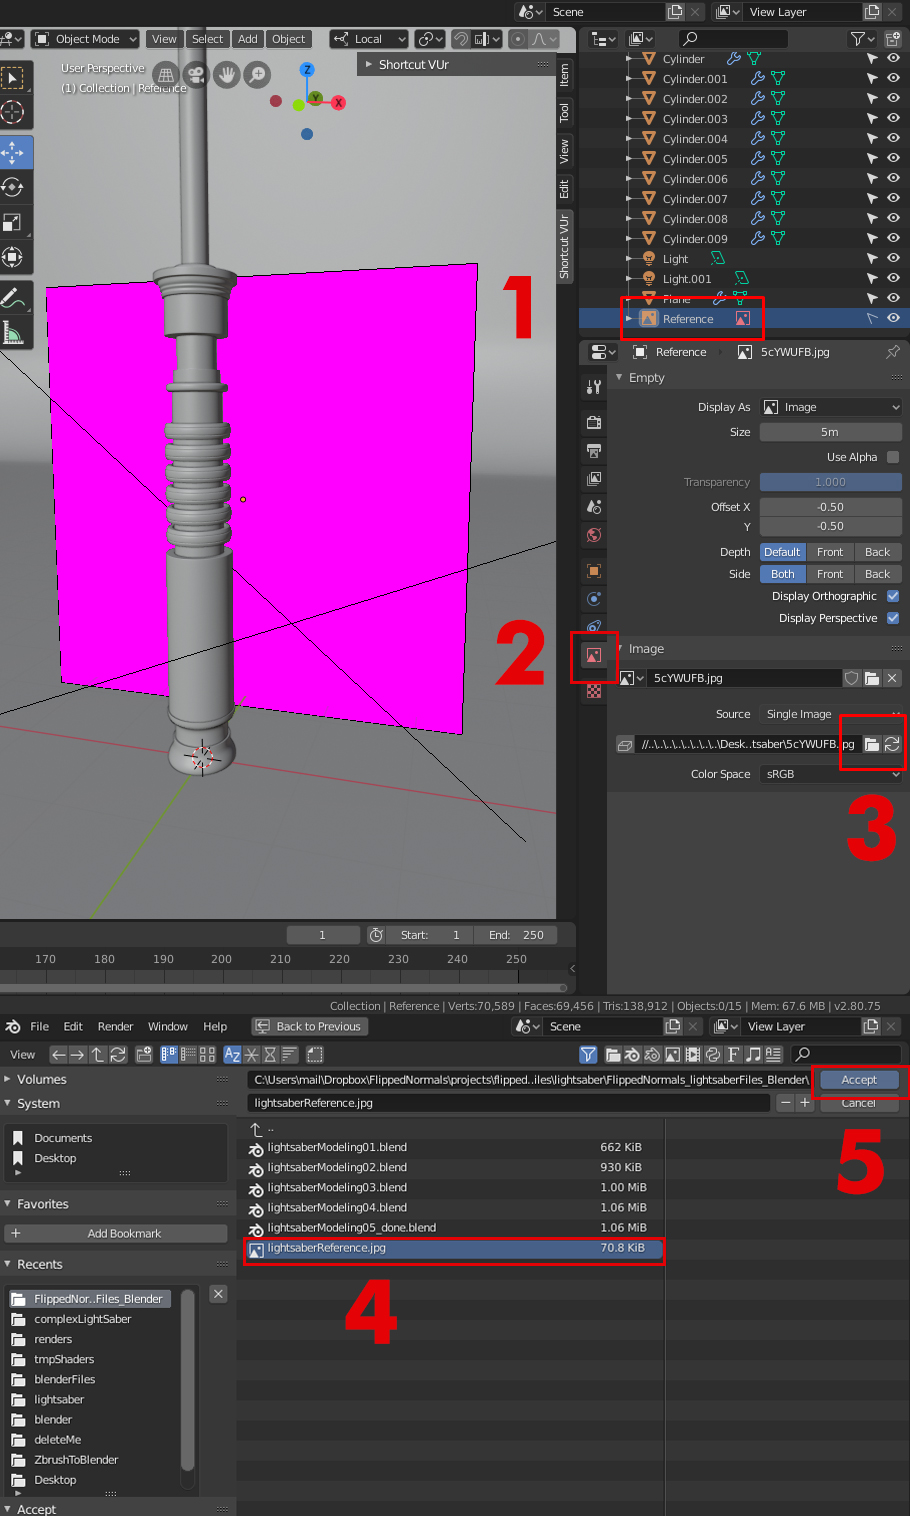 Scene
View Layer
Object Mode
View
Select
Add
Object
Local
User Perspective
(1) Collection | Reference
Shortcut VUr
Z
Y
X
Item
Tool
View
Edit
Shortcut VUr
Cylinder
Cylinder.001
Cylinder.002
Cylinder.003
Cylinder.004
Cylinder.005
Cylinder.006
Cylinder.007
Cylinder.008
Cylinder.009
Light
Light.001
Plane
Reference
1
Reference
5cYWUFB.jpg
Empty
Display As
Image
Size
5m
Use Alpha
Transparency
1.000
Offset X
-0.50
Y
-0.50
Depth
Default
Front
Back
Side
Both
Front
Back
Display Orthographic
Display Perspective
2
Image
5cYWUFB.jpg
Source
Single Image
//..\..\..\..\..\..\..\..\Desk..tsaber\5cYWUFB.jpg
Color Space
sRGB
3
1
Start:
1
End:
250
170
180
190
200
210
220
230
240
250
Collection | Reference | Verts:70,589 | Faces:69,456 | Tris:138,912 | Objects:0/15 | Mem: 67.6 MB | v2.80.75
File
Edit
Render
Window
Help
Back to Previous
Scene
View Layer
View
Volumes
C:\Users\mail\Dropbox\FlippedNormals\projects\flipped..iles\lightsaber\FlippedNormals_lightsaberFiles_Blender\
Accept
System
lightsaberReference.jpg
Cancel
Documents
Desktop
..
lightsaberModeling01.blend
662 KiB
lightsaberModeling02.blend
930 KiB
lightsaberModeling03.blend
1.00 MiB
lightsaberModeling04.blend
1.06 MiB
lightsaberModeling05_done.blend
1.06 MiB
lightsaberReference.jpg
70.8 KiB
5
4
Favorites
Add Bookmark
Recents
FlippedNor..Files_Blender
complexLightSaber
renders
tmpShaders
blenderFiles
lightsaber
blender
deleteMe
ZbrushToBlender
Desktop
Accept